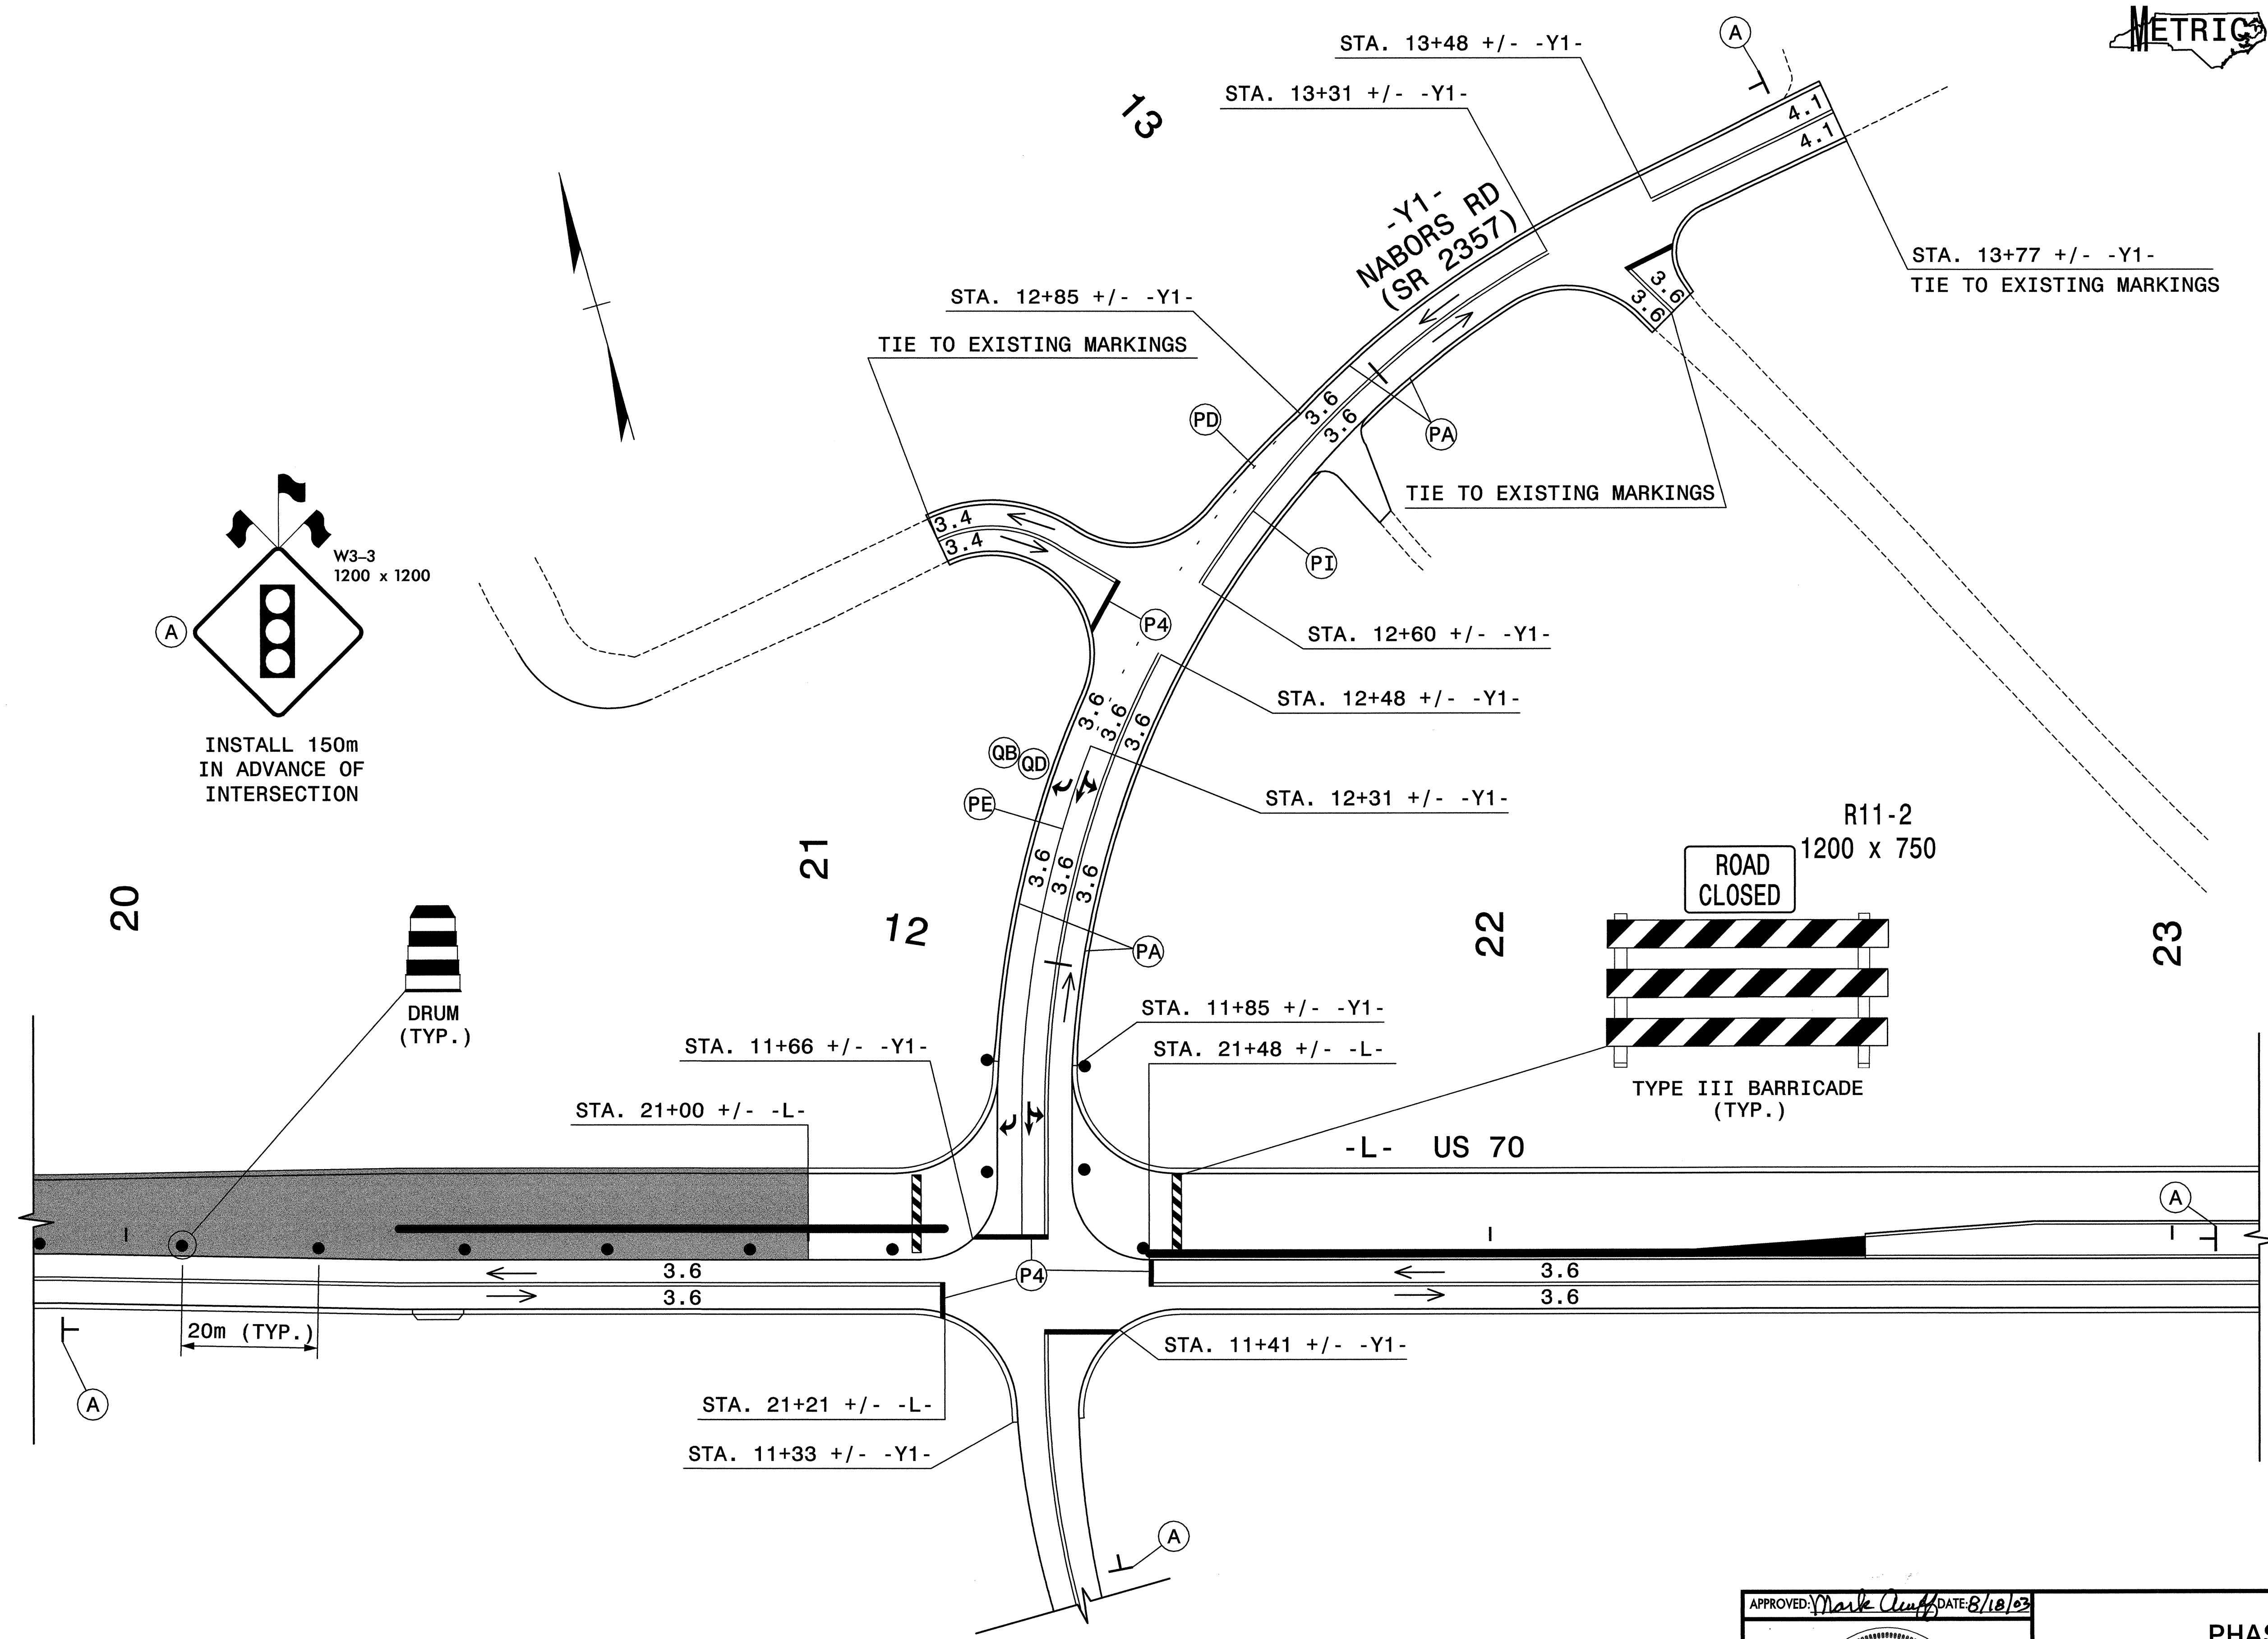 METRIC
STA. 13+48 +/- -Y1-
A
STA. 13+31 +/- -Y1-
13
4.1
4.1
-Y1-
NABORS RD
(SR 2357)
STA. 13+77 +/- -Y1-
TIE TO EXISTING MARKINGS
3.6
3.6
STA. 12+85 +/- -Y1-
TIE TO EXISTING MARKINGS
PD
3.6
3.6
PA
TIE TO EXISTING MARKINGS
3.4
3.4
PI
W3-3
1200 x 1200
A
P4
STA. 12+60 +/- -Y1-
STA. 12+48 +/- -Y1-
3.6
3.6
3.6
INSTALL 150m
IN ADVANCE OF
INTERSECTION
QB
QD
PE
STA. 12+31 +/- -Y1-
R11-2
1200 x 750
ROAD
CLOSED
20
21
12
3.6
3.6
3.6
22
23
PA
DRUM
(TYP.)
STA. 11+85 +/- -Y1-
STA. 11+66 +/- -Y1-
STA. 21+48 +/- -L-
TYPE III BARRICADE
(TYP.)
STA. 21+00 +/- -L-
-L- US 70
A
3.6
3.6
P4
3.6
3.6
20m (TYP.)
STA. 11+41 +/- -Y1-
A
STA. 21+21 +/- -L-
STA. 11+33 +/- -Y1-
A
APPROVED: Mark DATE: 8/18/03
PHA